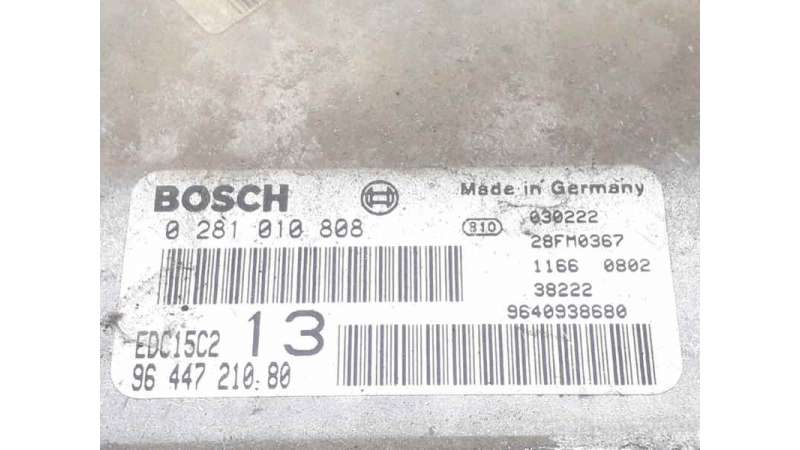 BOSCH
0 281 010 808
EDC15C2 13
96 447 210.80
Made in Germany
810 030222
28FM0367
1166 0802
38222
9640938680